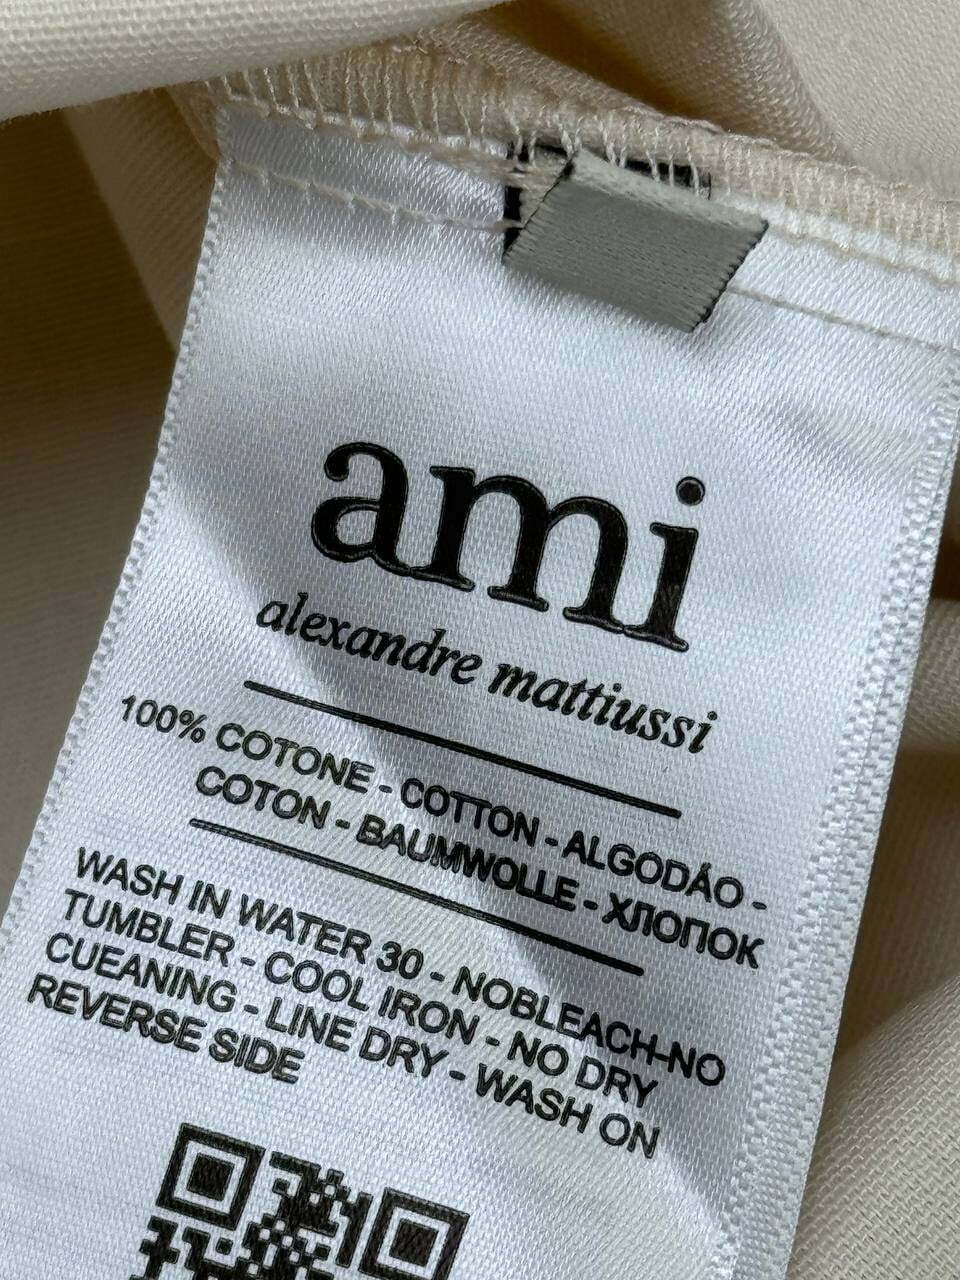 ami
alexandre mattiussi
100% COTONE - COTTON - ALGODÁO -
COTON - BAUMWOLLE - ХЛОПОК
WASH IN WATER 30 - NOBLEACH-NO
TUMBLER - COOL IRON - NO DRY
CUEANING - LINE DRY - WASH ON
REVERSE SIDE